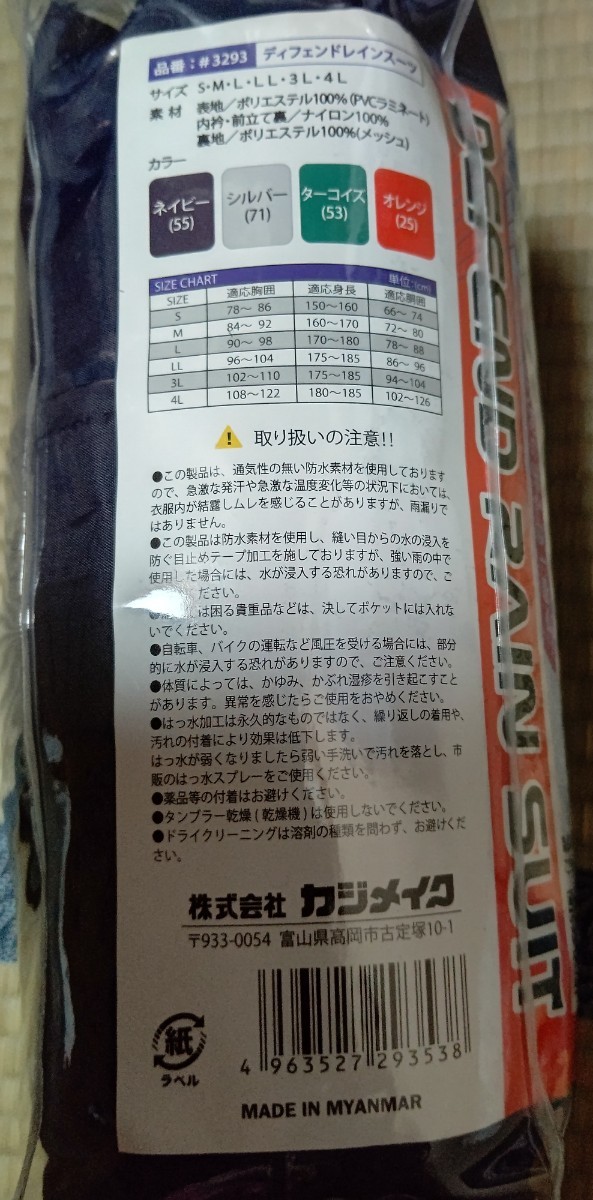 品番：#3293 ディフェンドレインスーツ
サイズ S・M・L・LL・3L・4L
素材 表地／ポリエステル100%(PVCラミネート)
内衿・前立て裏／ナイロン100%
裏地／ポリエステル100%(メッシュ)
カラー
ネイビー (55)
シルバー (71)
ターコイズ (53)
オレンジ (25)
SIZE CHART 単位:(cm)
SIZE 適応胸囲 適応身長 適応胴囲
S 78～ 86 150～160 66～ 74
M 84～ 92 160～170 72～ 80
L 90～ 98 170～180 78～ 88
LL 96～104 175～185 86～ 96
3L 102～110 175～185 94～104
4L 108～122 180～185 102～126
取り扱いの注意!!
●この製品は、通気性の無い防水素材を使用しております
ので、急激な発汗や急激な温度変化等の状況下においては、
衣服内が結露しムレを感じることがありますが、雨漏りで
はありません。
●この製品は防水素材を使用し、縫い目からの水の浸入を
防ぐ目止めテープ加工を施しておりますが、強い雨の中で
使用した場合には、水が浸入する恐れがありますので、ご
ださい。
は困る貴重品などは、決してポケットには入れな
いでください。
●自転車、バイクの運転など風圧を受ける場合には、部分
的に水が浸入する恐れがありますので、ご注意ください。
●体質によっては、かゆみ、かぶれ湿疹を引き起こすこと
があります。異常を感じたらご使用をおやめください。
●はっ水加工は永久的なものではなく、繰り返しの着用や、
汚れの付着により効果は低下します。
はっ水が弱くなりましたら弱い手洗いで汚れを落とし、市
販のはっ水スプレーをご使用ください。
●薬品等の付着はお避けください。
●タンブラー乾燥(乾燥機)は使用しないでください。
●ドライクリーニングは溶剤の種類を問わず、お避けくだ
さい。
株式会社 カジメイク
〒933-0054 富山県高岡市古定塚10-1
紙
ラベル
4 963527 293538
MADE IN MYANMAR
RAIN SUIT